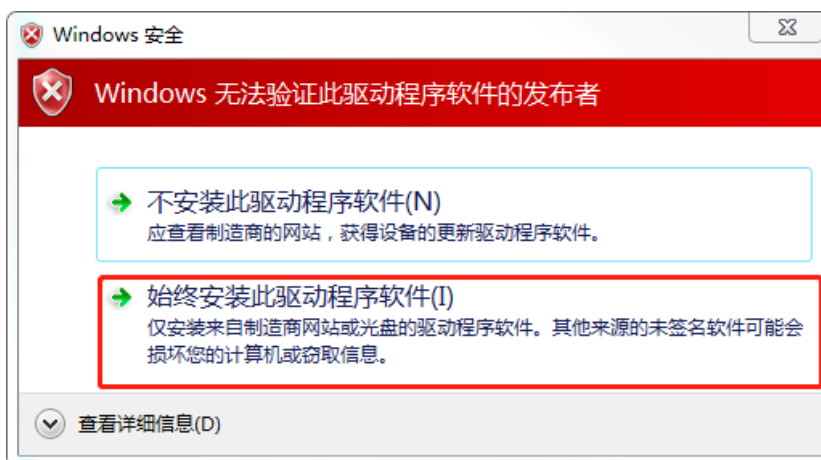 Windows 安全
Windows 无法验证此驱动程序软件的发布者
不安装此驱动程序软件(N)
应查看制造商的网站，获得设备的更新驱动程序软件。
始终安装此驱动程序软件(I)
仅安装来自制造商网站或光盘的驱动程序软件。其他来源的未签名软件可能会
损坏您的计算机或窃取信息。
查看详细信息(D)